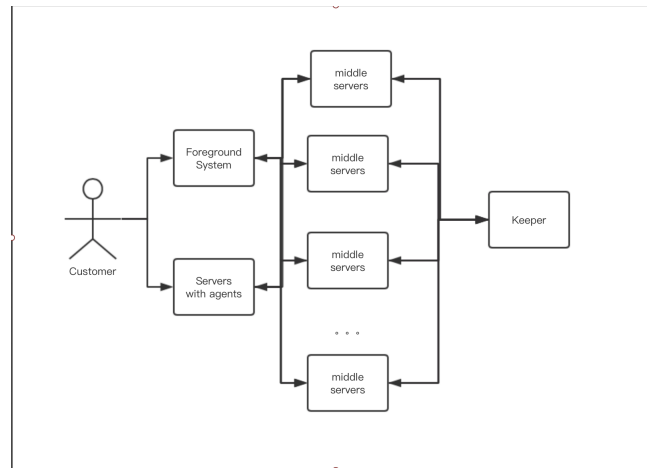 middle
servers
Foreground
System
middle
servers
Keeper
Customer
Servers
with agents
middle
servers
middle
servers